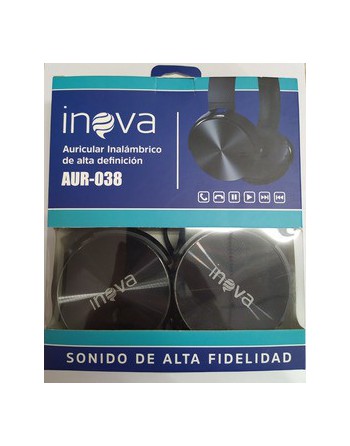 inova
Auricular Inalámbrico
de alta definición
AUR-038
inova
inova
SONIDO DE ALTA FIDELIDAD